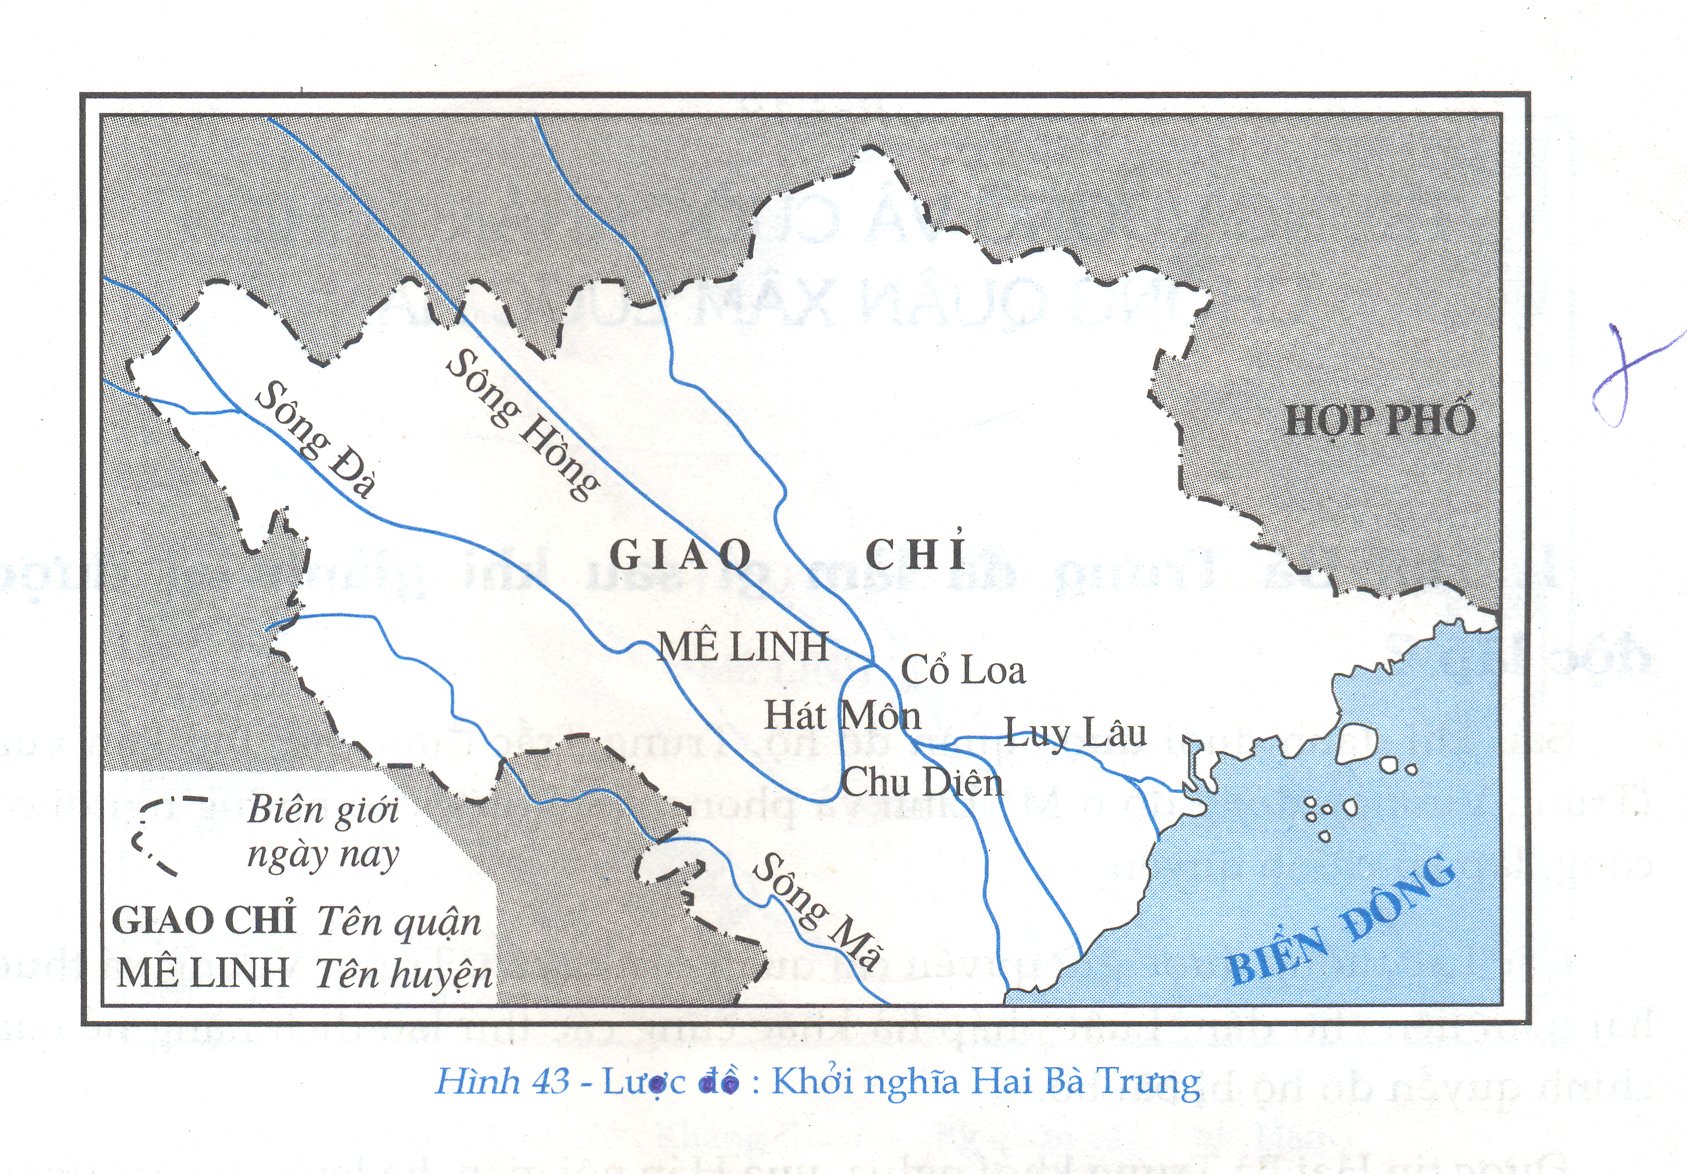 HỢP PHỐ
Sông Hồng
Sông Đà
GIAO CHỈ
MÊ LINH
Cổ Loa
Hát Môn
Luy Lâu
Chu Diên
Sông Mã
BIỂN ĐÔNG
Biên giới
ngày nay
GIAO CHỈ Tên quận
MÊ LINH Tên huyện
Hình 43 - Lược đồ : Khởi nghĩa Hai Bà Trưng